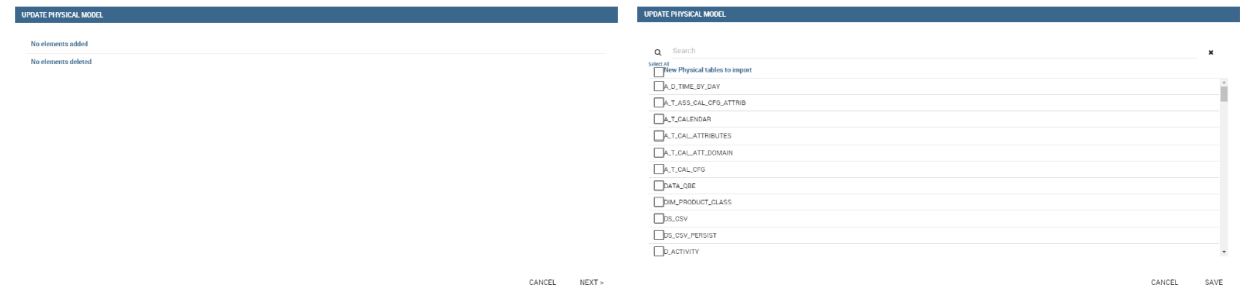 UPDATE PHYSICAL MODEL
No elements added
No elements deleted
CANCEL NEXT >
UPDATE PHYSICAL MODEL
Search
Select All
New Physical tables to import
A_D_TIME_BY_DAY
A_T_ASS_CAL_CFG_ATTRIB
A_T_CALENDAR
A_T_CAL_ATTRIBUTES
A_T_CAL_ATT_DOMAIN
A_T_CAL_CFG
DATA_QBE
DIM_PRODUCT_CLASS
DS_CSV
DS_CSV_PERSIST
D_ACTIVITY
CANCEL SAVE